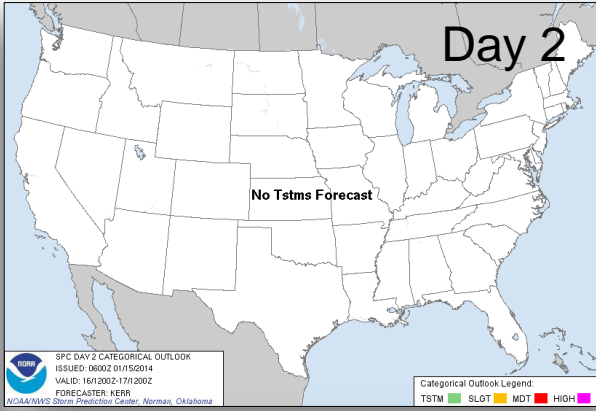 Day 2
No Tstms Forecast
NOAA
SPC DAY 2 CATEGORICAL OUTLOOK
ISSUED: 0600Z 01/15/2014
VALID: 16/1200Z-17/1200Z
FORECASTER: KERR
NOAA/NWS Storm Prediction Center, Norman, Oklahoma
Categorical Outlook Legend:
TSTM SLGT MDT HIGH